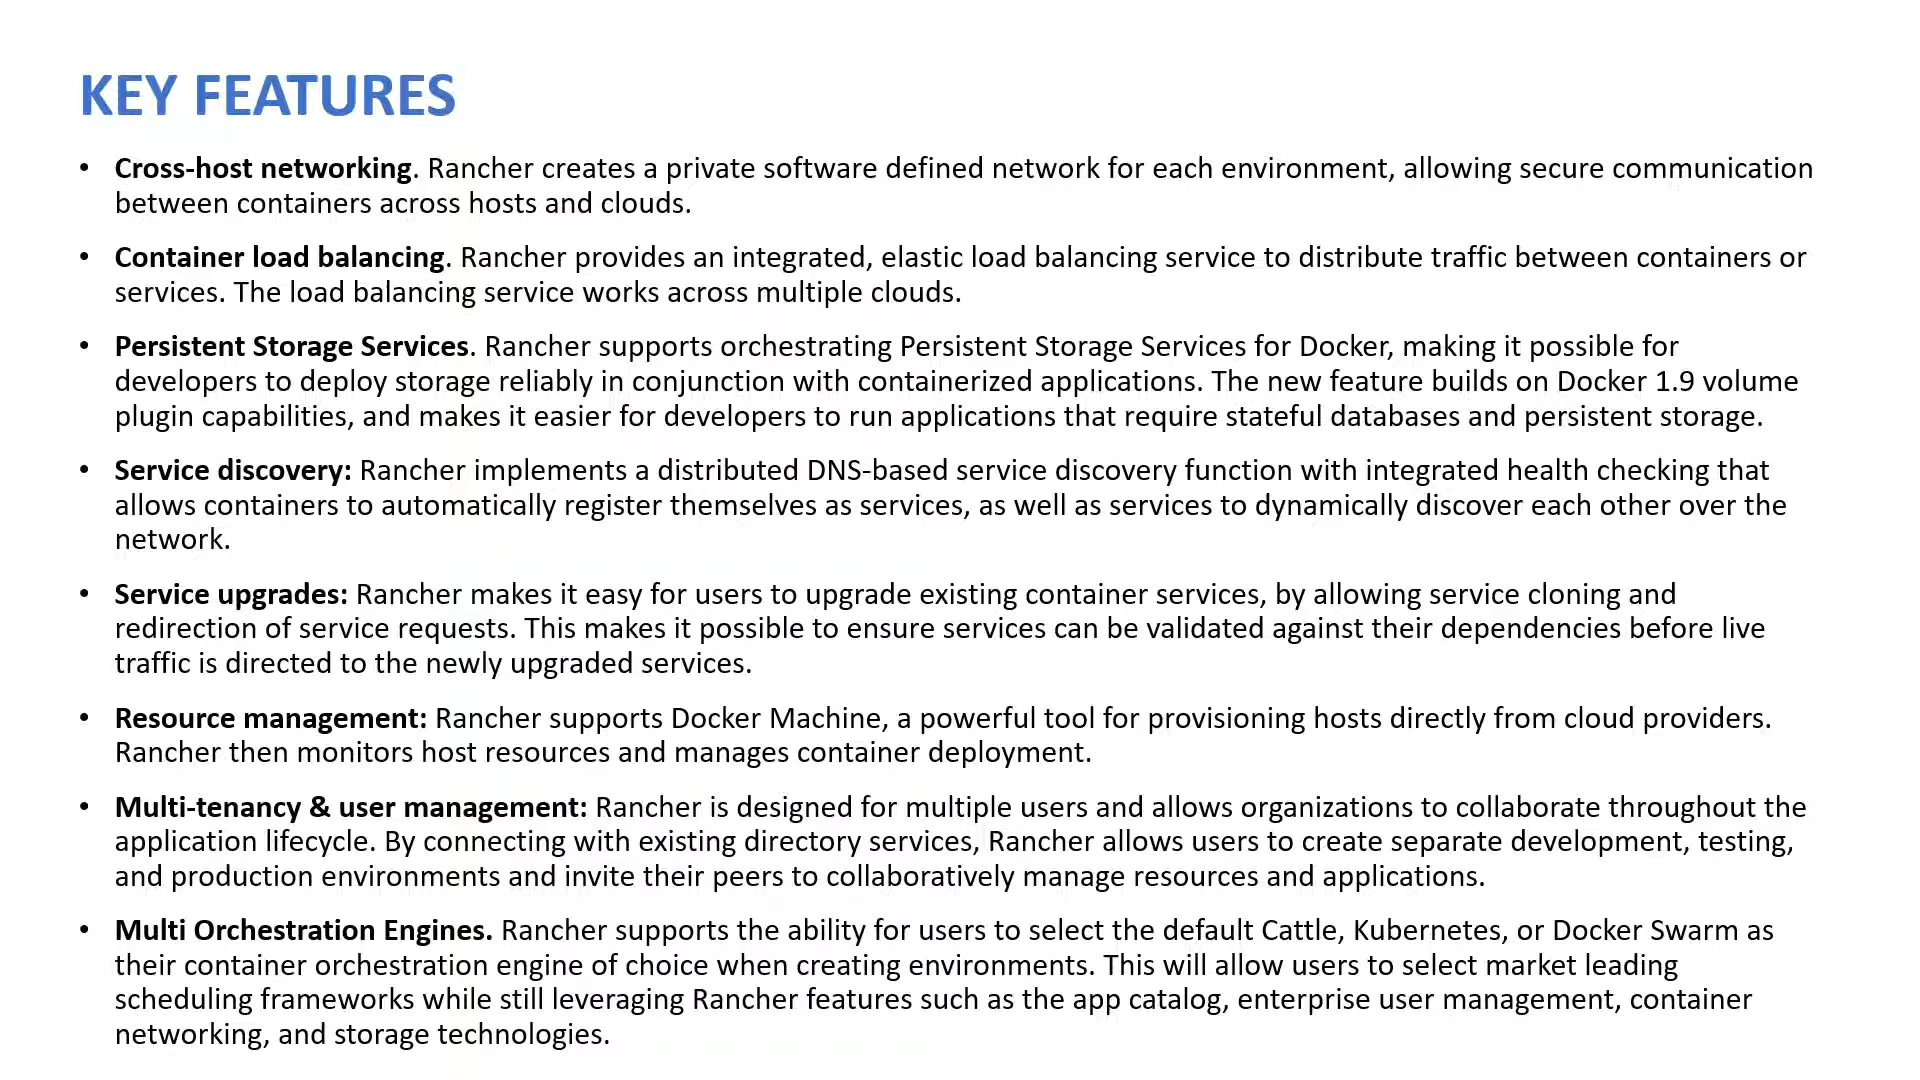 KEY FEATURES
• Cross-host networking. Rancher creates a private software defined network for each environment, allowing secure communication
between containers across hosts and clouds.
• Container load balancing. Rancher provides an integrated, elastic load balancing service to distribute traffic between containers or
services. The load balancing service works across multiple clouds.
• Persistent Storage Services. Rancher supports orchestrating Persistent Storage Services for Docker, making it possible for
developers to deploy storage reliably in conjunction with containerized applications. The new feature builds on Docker 1.9 volume
plugin capabilities, and makes it easier for developers to run applications that require stateful databases and persistent storage.
• Service discovery: Rancher implements a distributed DNS-based service discovery function with integrated health checking that
allows containers to automatically register themselves as services, as well as services to dynamically discover each other over the
network.
• Service upgrades: Rancher makes it easy for users to upgrade existing container services, by allowing service cloning and
redirection of service requests. This makes it possible to ensure services can be validated against their dependencies before live
traffic is directed to the newly upgraded services.
• Resource management: Rancher supports Docker Machine, a powerful tool for provisioning hosts directly from cloud providers.
Rancher then monitors host resources and manages container deployment.
• Multi-tenancy & user management: Rancher is designed for multiple users and allows organizations to collaborate throughout the
application lifecycle. By connecting with existing directory services, Rancher allows users to create separate development, testing,
and production environments and invite their peers to collaboratively manage resources and applications.
• Multi Orchestration Engines. Rancher supports the ability for users to select the default Cattle, Kubernetes, or Docker Swarm as
their container orchestration engine of choice when creating environments. This will allow users to select market leading
scheduling frameworks while still leveraging Rancher features such as the app catalog, enterprise user management, container
networking, and storage technologies.